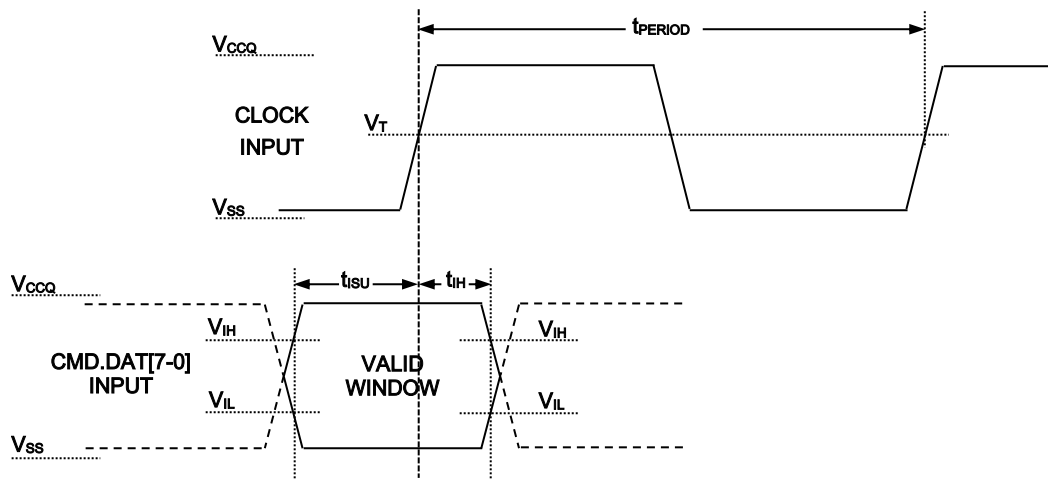 tPERIOD
VCCQ
CLOCK
INPUT
VT
VSS
tISU
tIH
VCCQ
VIH
VIH
CMD.DAT[7-0]
INPUT
VALID
WINDOW
VIL
VIL
VSS